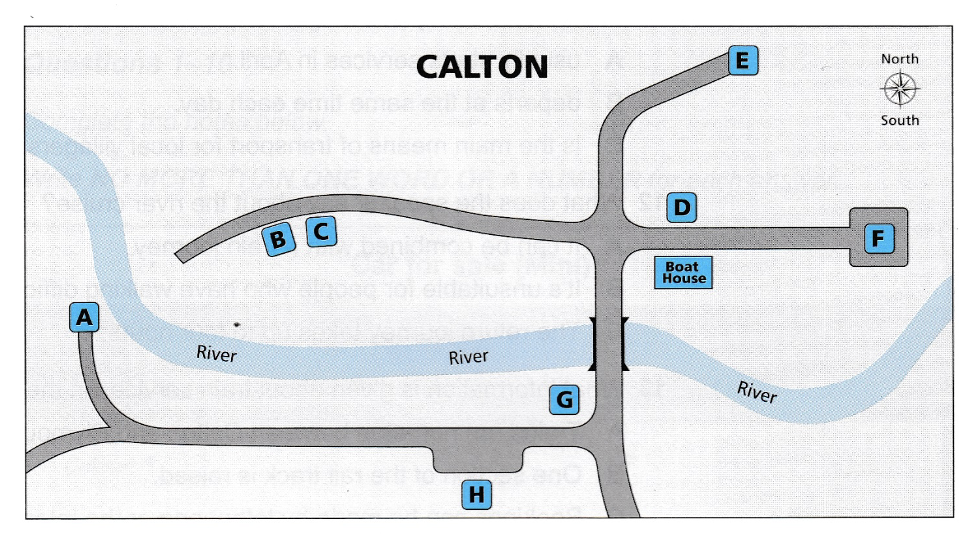 CALTON
North
South
E
D
F
B
C
Boat
House
A
River
River
River
G
H